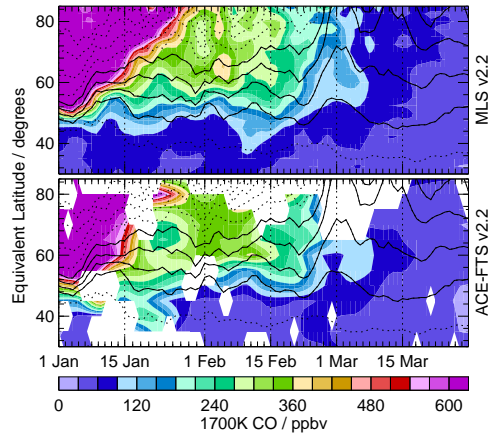 80
60
40
MLS v2.2
Equivalent Latitude / degrees
80
60
40
ACE-FTS v2.2
1 Jan 15 Jan 1 Feb 15 Feb 1 Mar 15 Mar
0 120 240 360 480 600
1700K CO / ppbv